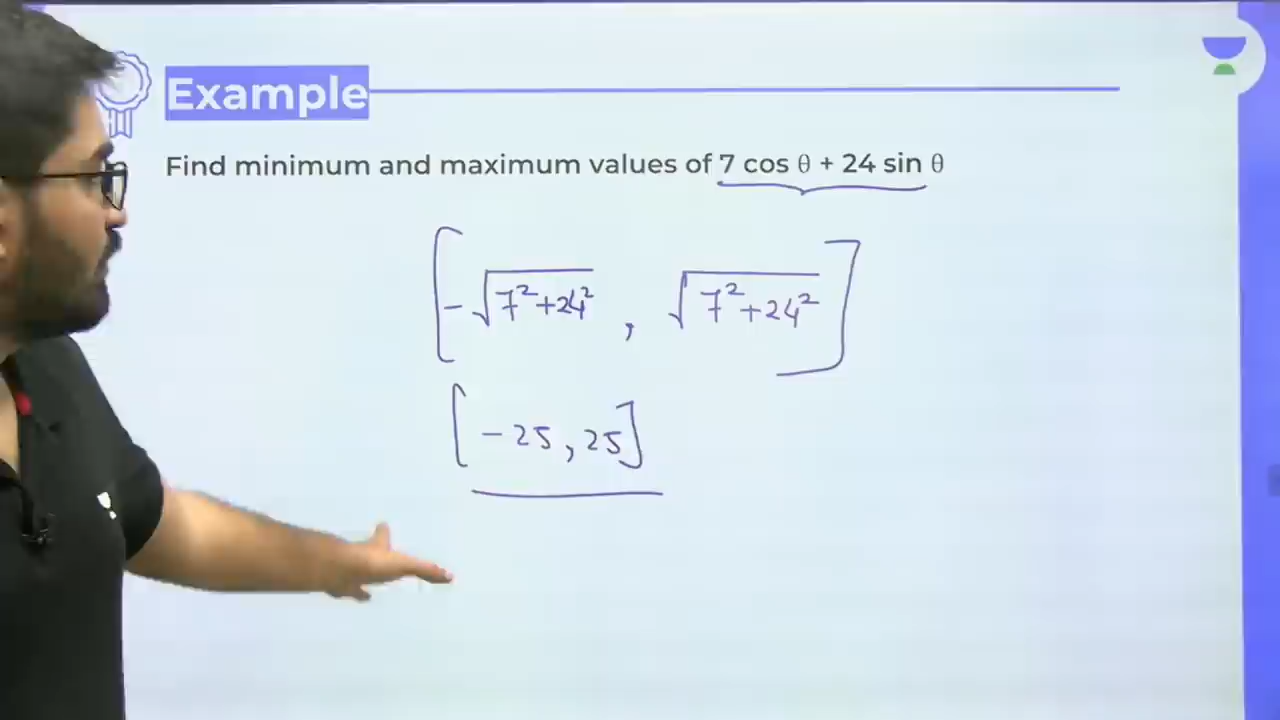 Example
Find minimum and maximum values of 7 cos θ + 24 sin θ
[-√7²+24² , √7²+24²]
[-25, 25]